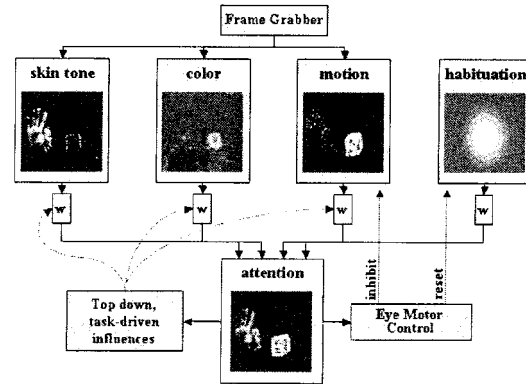 Frame Grabber
skin tone
color
motion
habituation
w
w
w
w
attention
inhibit
reset
Top down,
task-driven
influences
Eye Motor
Control